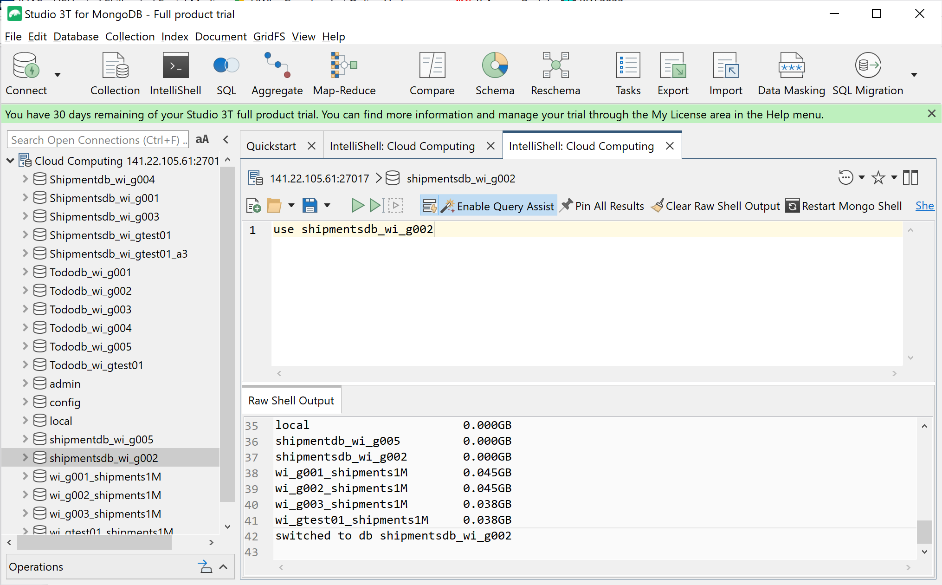 Studio 3T for MongoDB - Full product trial
File Edit Database Collection Index Document GridFS View Help
Connect Collection IntelliShell SQL Aggregate Map-Reduce Compare Schema Reschema Tasks Export Import Data Masking SQL Migration
You have 30 days remaining of your Studio 3T full product trial. You can find more information and manage your trial through the My License area in the Help menu.
Search Open Connections (Ctrl+F) .. aA
Quickstart IntelliShell: Cloud Computing IntelliShell: Cloud Computing
Cloud Computing 141.22.105.61:2701
Shipmentdb_wi_g004
Shipmentsdb_wi_g001
Shipmentsdb_wi_g003
Shipmentsdb_wi_gtest01
Shipmentsdb_wi_gtest01_a3
Tododb_wi_g001
Tododb_wi_g002
Tododb_wi_g003
Tododb_wi_g004
Tododb_wi_g005
Tododb_wi_gtest01
admin
config
local
shipmentdb_wi_g005
shipmentsdb_wi_g002
wi_g001_shipments1M
wi_g002_shipments1M
wi_g003_shipments1M
wi_gtest01_shipments1M
Operations
141.22.105.61:27017 shipmentsdb_wi_g002
Enable Query Assist Pin All Results Clear Raw Shell Output Restart Mongo Shell She
1 use shipmentsdb_wi_g002
Raw Shell Output
35 local 0.000GB
36 shipmentdb_wi_g005 0.000GB
37 shipmentsdb_wi_g002 0.000GB
38 wi_g001_shipments1M 0.045GB
39 wi_g002_shipments1M 0.045GB
40 wi_g003_shipments1M 0.038GB
41 wi_gtest01_shipments1M 0.038GB
42 switched to db shipmentsdb_wi_g002
43